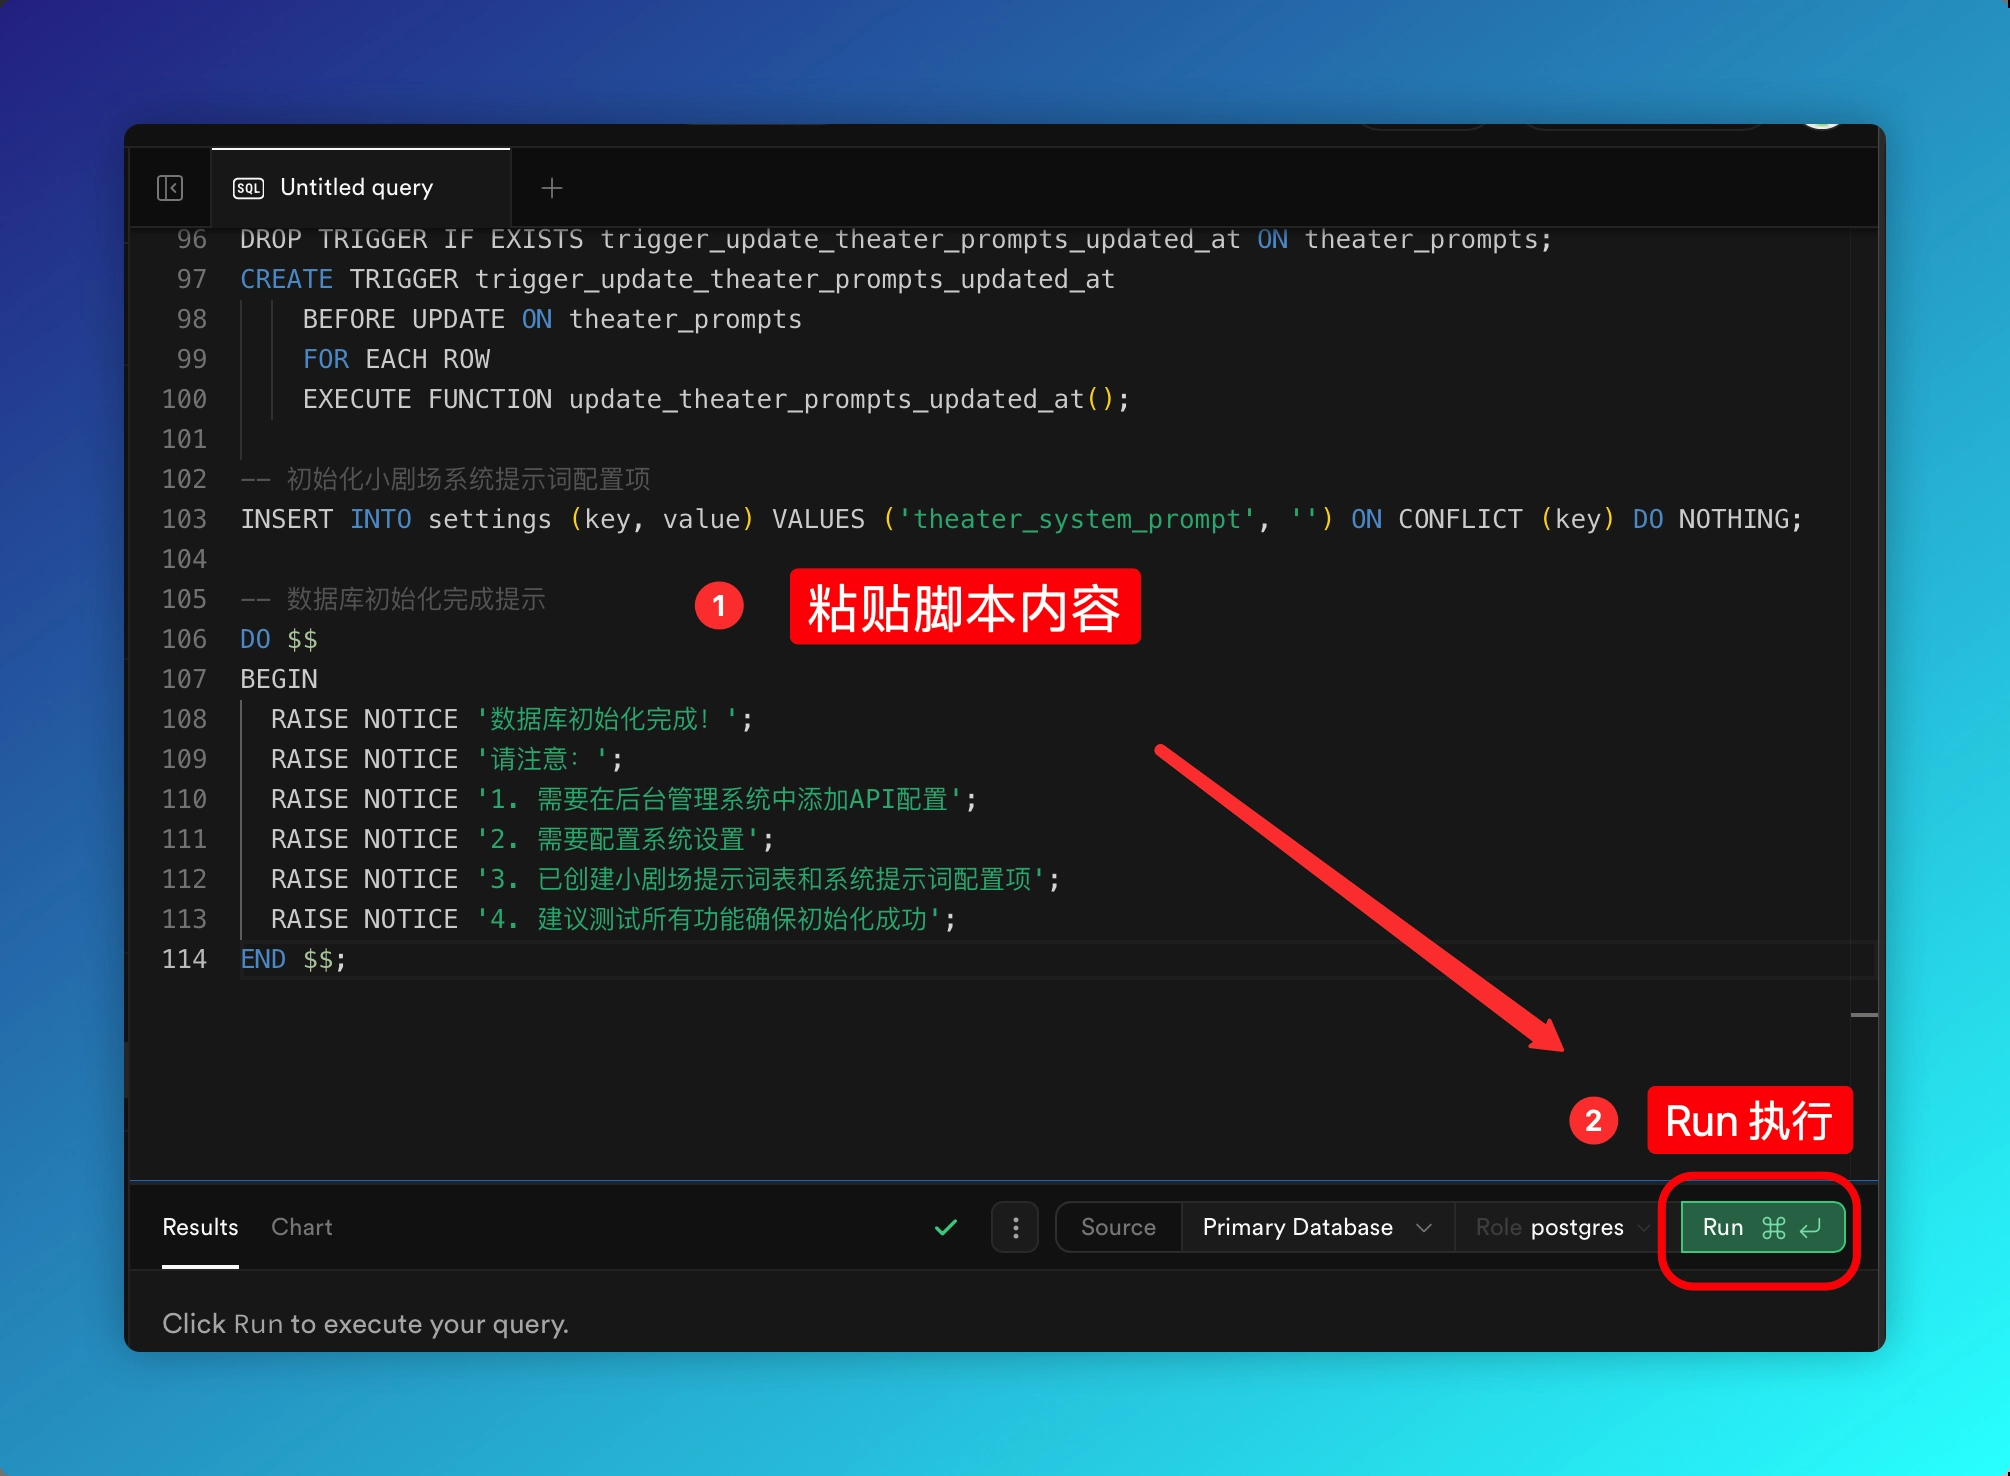 SQL Untitled query
96 DROP TRIGGER IF EXISTS trigger_update_theater_prompts_updated_at ON theater_prompts;
97 CREATE TRIGGER trigger_update_theater_prompts_updated_at
98 BEFORE UPDATE ON theater_prompts
99 FOR EACH ROW
100 EXECUTE FUNCTION update_theater_prompts_updated_at();
101
102 -- 初始化小剧场系统提示词配置项
103 INSERT INTO settings (key, value) VALUES ('theater_system_prompt', '') ON CONFLICT (key) DO NOTHING;
104
105 -- 数据库初始化完成提示
1 粘贴脚本内容
106 DO $$
107 BEGIN
108 RAISE NOTICE '数据库初始化完成！';
109 RAISE NOTICE '请注意：';
110 RAISE NOTICE '1. 需要在后台管理系统中添加API配置';
111 RAISE NOTICE '2. 需要配置系统设置';
112 RAISE NOTICE '3. 已创建小剧场提示词表和系统提示词配置项';
113 RAISE NOTICE '4. 建议测试所有功能确保初始化成功';
114 END $$;
2 Run 执行
Results Chart Source Primary Database Role postgres Run ⌘ ↵
Click Run to execute your query.